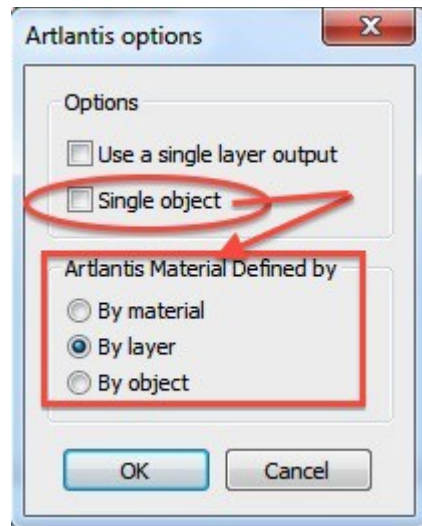 Artlantis options
Options
Use a single layer output
Single object
Artlantis Material Defined by
By material
By layer
By object
OK
Cancel